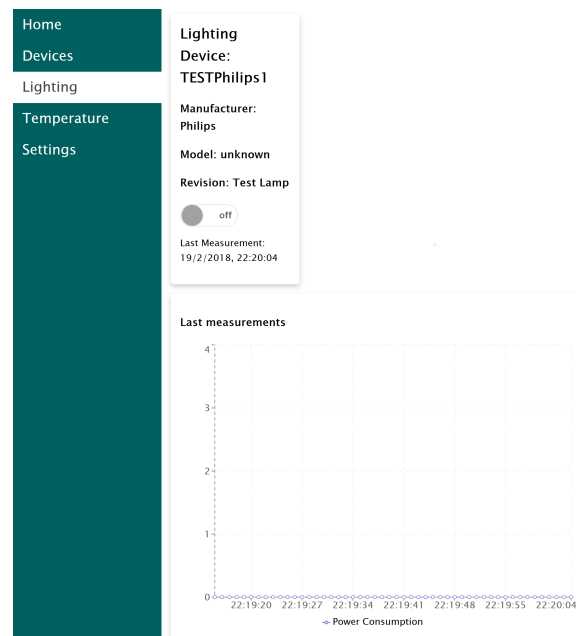 Home
Devices
Lighting
Temperature
Settings
Lighting
Device:
TESTPhilips1
Manufacturer:
Philips
Model: unknown
Revision: Test Lamp
off
Last Measurement:
19/2/2018, 22:20:04
Last measurements
4
3
2
1
0
22:19:20 22:19:27 22:19:34 22:19:41 22:19:48 22:19:55 22:20:04
Power Consumption